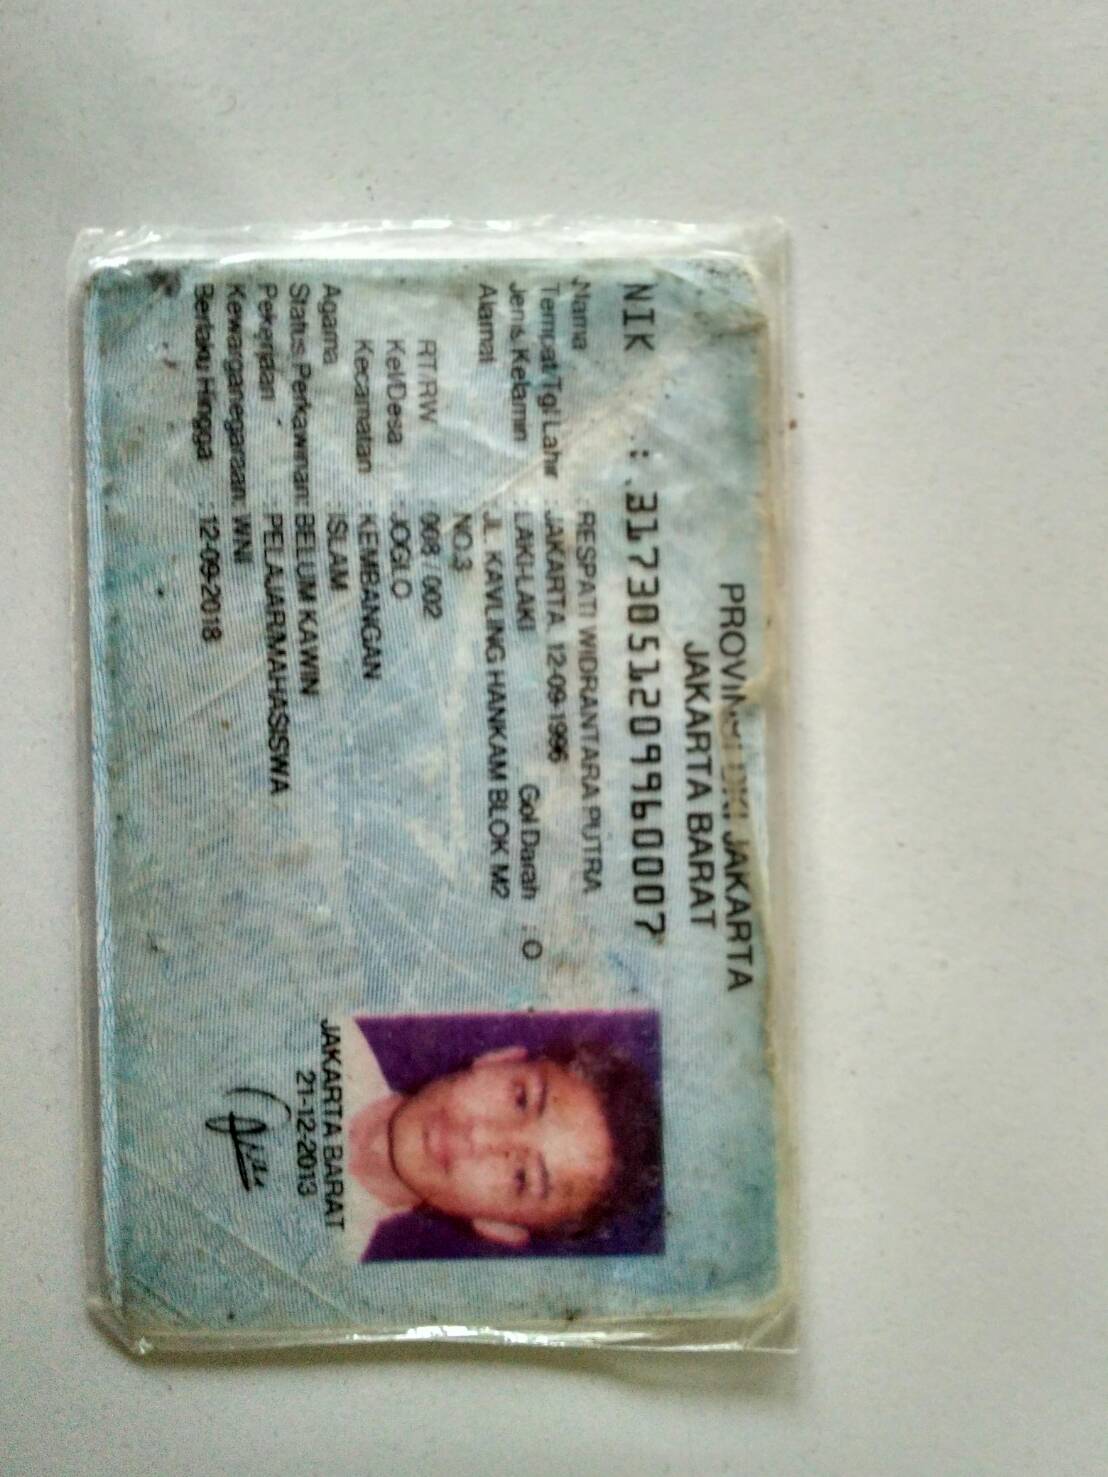 PROVINSI DKI JAKARTA
JAKARTA BARAT
NIK : 3173051209960007
Nama : RESPATI WIDRANTARA PUTRA
Tempat/Tgl Lahir : JAKARTA, 12-09-1996
Jenis Kelamin : LAKI-LAKI Gol Darah : O
Alamat : JL. KAVLING HANKAM BLOK M2
NO.3
RT/RW : 008 / 002
Kel/Desa : JOGLO
Kecamatan : KEMBANGAN
Agama : ISLAM
Status Perkawinan: BELUM KAWIN
Pekerjaan : PELAJAR/MAHASISWA
Kewarganegaraan: WNI
Berlaku Hingga : 12-09-2018
JAKARTA BARAT
21-12-2013